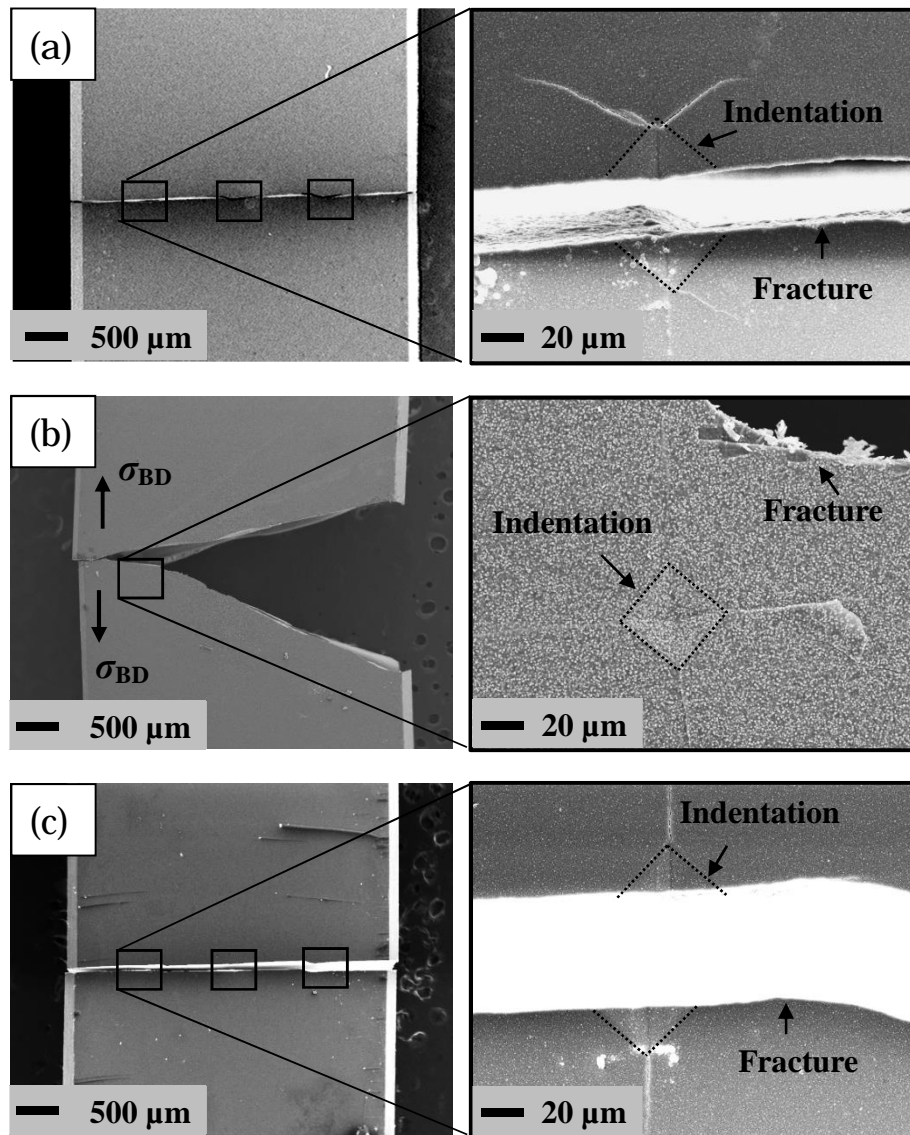 (a)
Indentation
Fracture
500 µm
20 µm
(b)
σBD
Indentation
Fracture
σBD
500 µm
20 µm
(c)
Indentation
Fracture
500 µm
20 µm